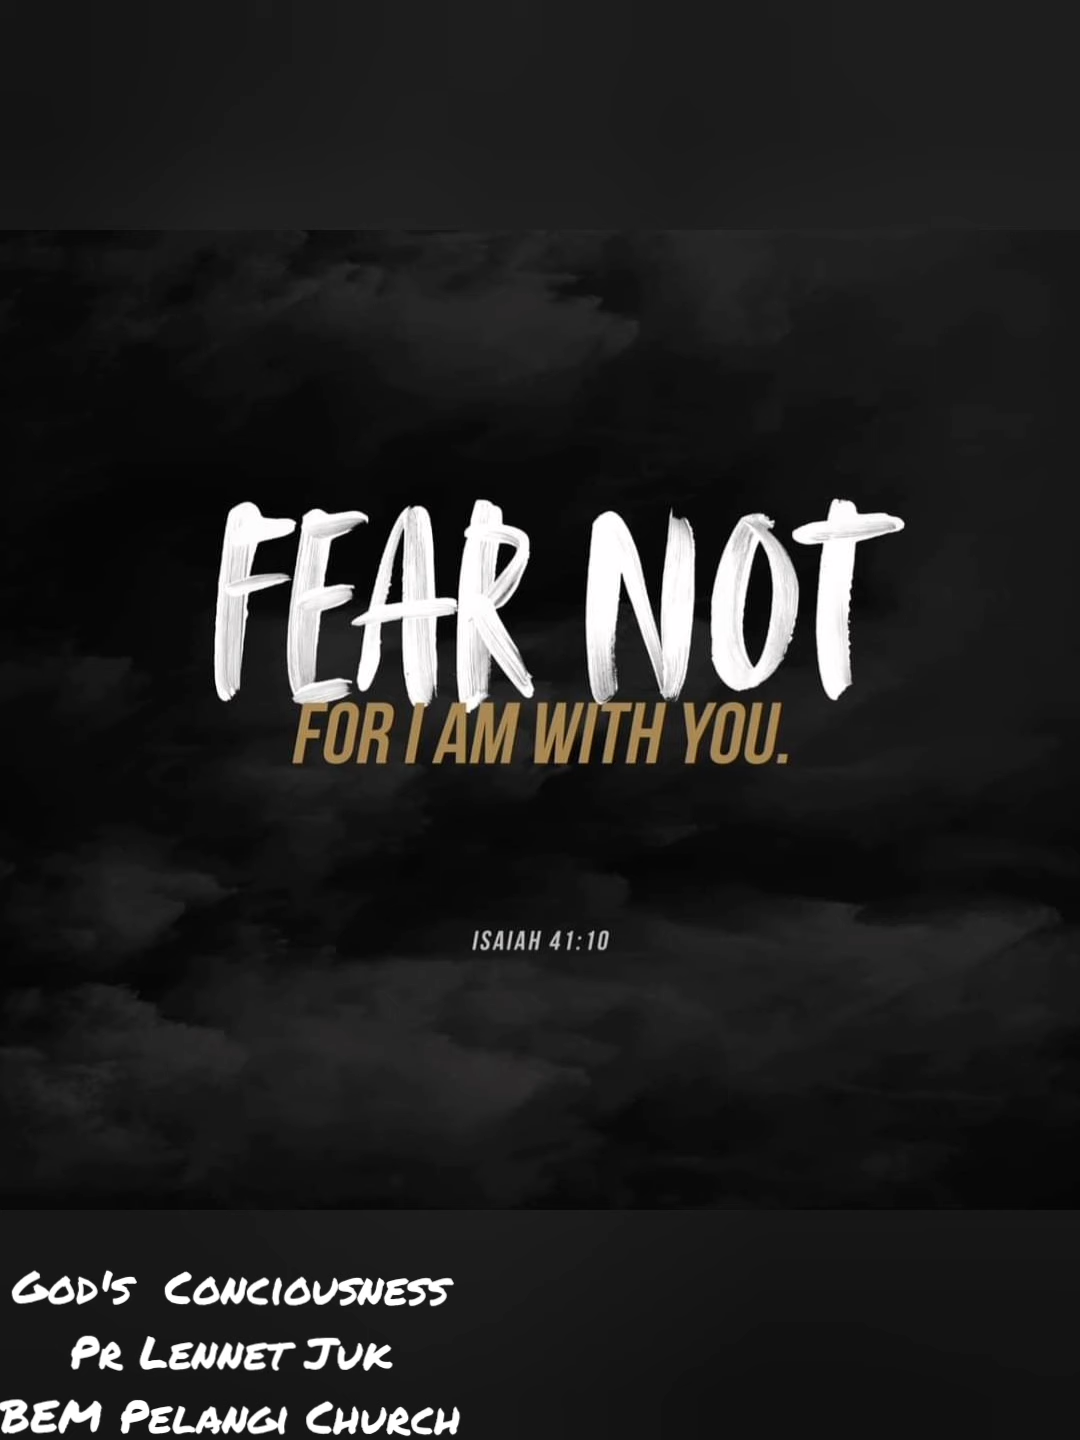 FEAR NOT
FOR I AM WITH YOU.
ISAIAH 41:10
God's Conciousness
Pr Lennet Juk
BEM Pelangi Church